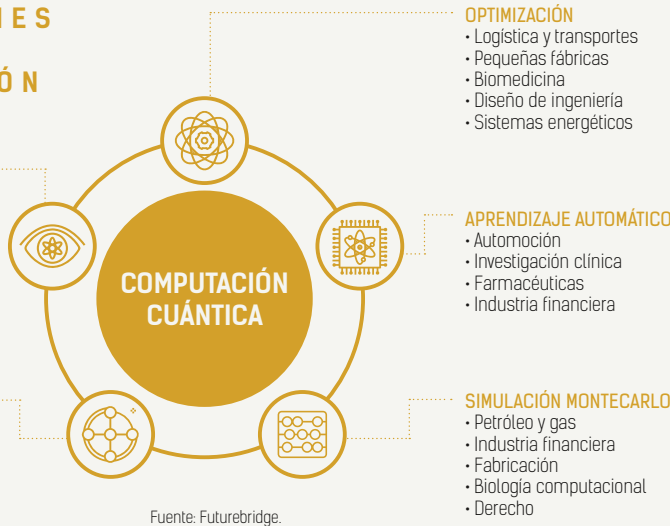 OPTIMIZACIÓN
• Logística y transportes
• Pequeñas fábricas
• Biomedicina
• Diseño de ingeniería
• Sistemas energéticos
APRENDIZAJE AUTOMÁTICO
• Automoción
• Investigación clínica
• Farmacéuticas
• Industria financiera
COMPUTACIÓN
CUÁNTICA
SIMULACIÓN MONTECARLO
• Petróleo y gas
• Industria financiera
• Fabricación
• Biología computacional
• Derecho
Fuente: Futurebridge.